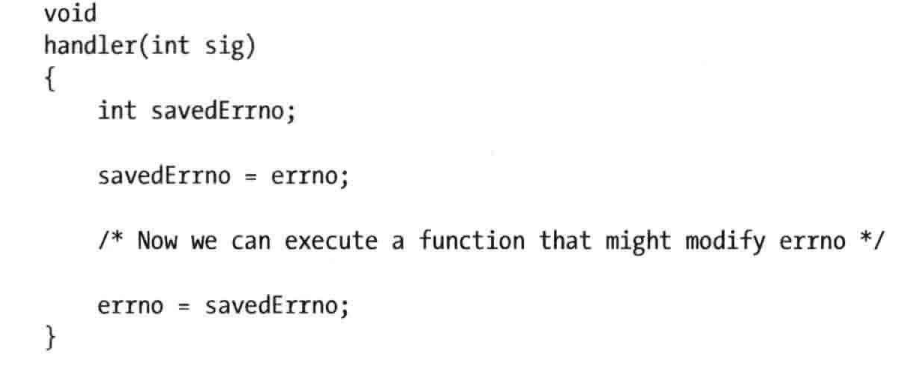 void
handler(int sig)
{
    int savedErrno;
    savedErrno = errno;
    /* Now we can execute a function that might modify errno */
    errno = savedErrno;
}